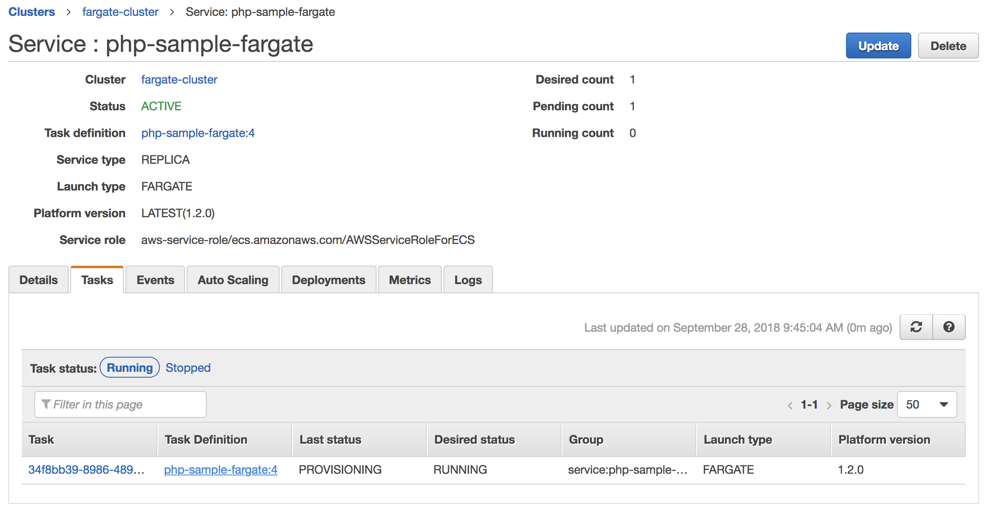 Clusters > fargate-cluster > Service: php-sample-fargate
Service : php-sample-fargate
Update Delete
Cluster fargate-cluster
Status ACTIVE
Task definition php-sample-fargate:4
Service type REPLICA
Launch type FARGATE
Platform version LATEST(1.2.0)
Service role aws-service-role/ecs.amazonaws.com/AWSServiceRoleForECS
Desired count 1
Pending count 1
Running count 0
Details Tasks Events Auto Scaling Deployments Metrics Logs
Last updated on September 28, 2018 9:45:04 AM (0m ago)
Task status: Running Stopped
Filter in this page
< 1-1 > Page size 50
Task Task Definition Last status Desired status Group Launch type Platform version
34f8bb39-8986-489... php-sample-fargate:4 PROVISIONING RUNNING service:php-sample-... FARGATE 1.2.0